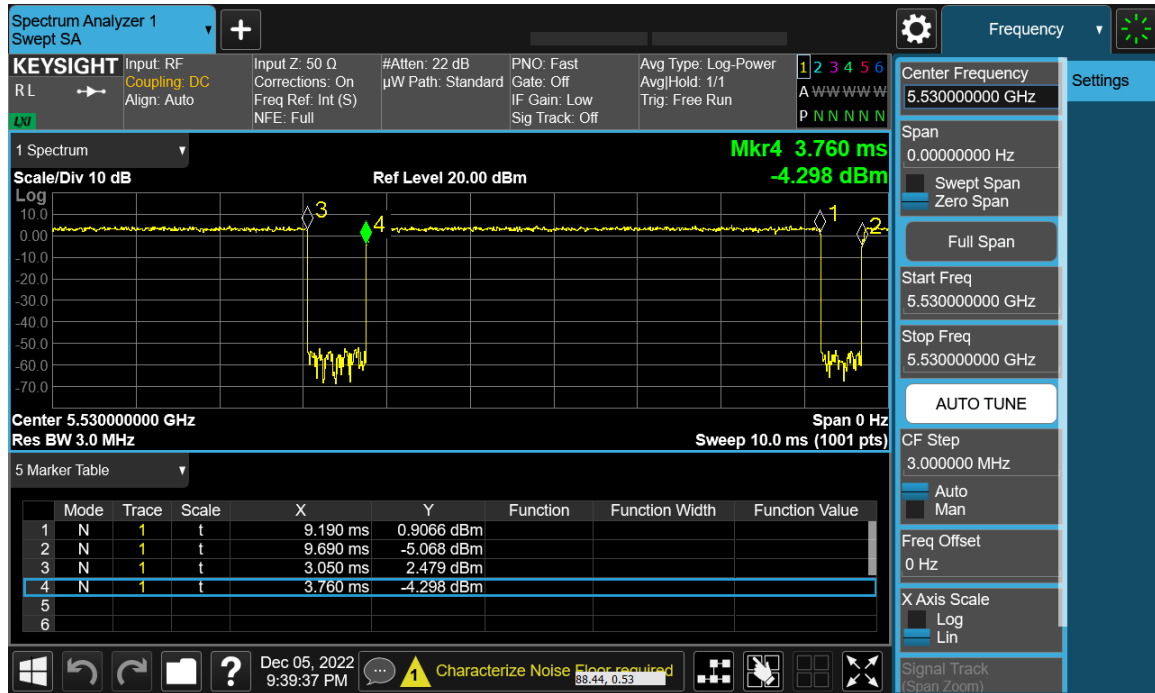 Spectrum Analyzer 1
Swept SA
+
Frequency
KEYSIGHT
RL
LXI
Input: RF
Coupling: DC
Align: Auto
Input Z: 50 Ω
Corrections: On
Freq Ref: Int (S)
NFE: Full
#Atten: 22 dB
µW Path: Standard
PNO: Fast
Gate: Off
IF Gain: Low
Sig Track: Off
Avg Type: Log-Power
Avg|Hold: 1/1
Trig: Free Run
1 2 3 4 5 6
A W W W W W
P N N N N N
1 Spectrum
Mkr4 3.760 ms
Scale/Div 10 dB
Ref Level 20.00 dBm
-4.298 dBm
Log
10.0
0.00
-10.0
-20.0
-30.0
-40.0
-50.0
-60.0
-70.0
3
4
1
2
Center 5.530000000 GHz
Span 0 Hz
Res BW 3.0 MHz
Sweep 10.0 ms (1001 pts)
5 Marker Table
Mode Trace Scale X Y Function Function Width Function Value
1 N 1 t 9.190 ms 0.9066 dBm
2 N 1 t 9.690 ms -5.068 dBm
3 N 1 t 3.050 ms 2.479 dBm
4 N 1 t 3.760 ms -4.298 dBm
5
6
?
Dec 05, 2022
9:39:37 PM
1
Characterize Noise Floor required
88.44, 0.53
Center Frequency
5.530000000 GHz
Span
0.00000000 Hz
Swept Span
Zero Span
Full Span
Start Freq
5.530000000 GHz
Stop Freq
5.530000000 GHz
AUTO TUNE
CF Step
3.000000 MHz
Auto
Man
Freq Offset
0 Hz
X Axis Scale
Log
Lin
Signal Track
(Span Zoom)
Settings